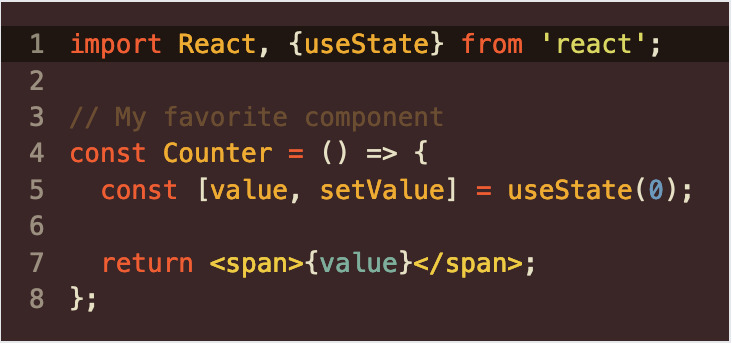 1 import React, {useState} from 'react';
2
3 // My favorite component
4 const Counter = () => {
5   const [value, setValue] = useState(0);
6
7   return <span>{value}</span>;
8 };